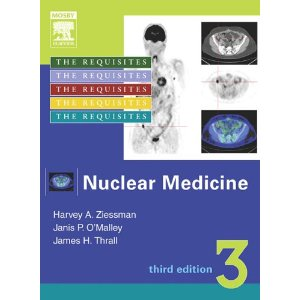 MOSBY
ELSEVIER
THE REQUISITES
THE REQUISITES
THE REQUISITES
THE REQUISITES
THE REQUISITES
Nuclear Medicine
Harvey A. Ziessman
Janis P. O'Malley
James H. Thrall
third edition
3